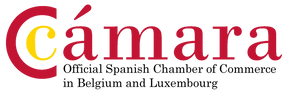 cámara
Official Spanish Chamber of Commerce
in Belgium and Luxembourg